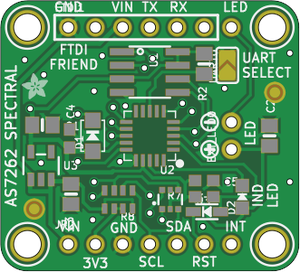 GND VIN TX RX LED
FTDI
FRIEND
UART
SELECT
R2
C4
AS7262 SPECTRAL
U3
U2
LED
R7
IND
LED
D2
R8
VIN GND SDA INT
3V3 SCL RST